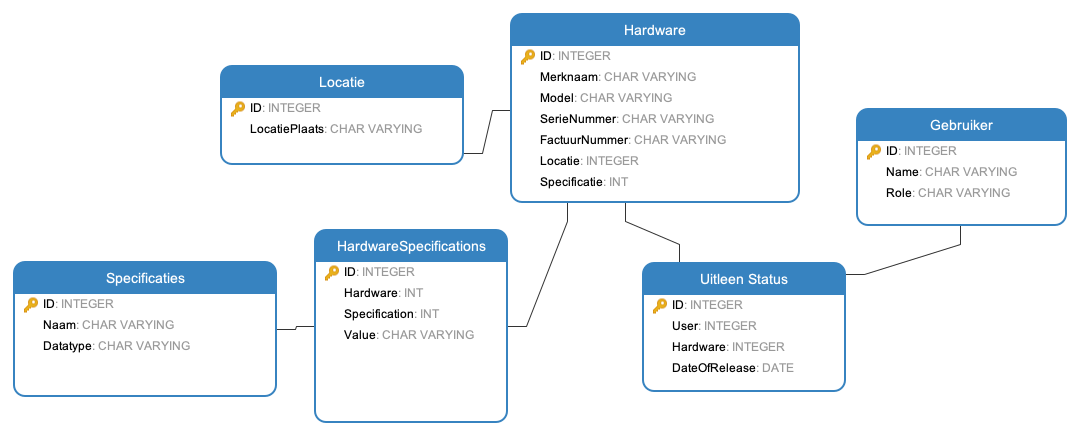 Hardware
ID: INTEGER
Merknaam: CHAR VARYING
Model: CHAR VARYING
SerieNummer: CHAR VARYING
FactuurNummer: CHAR VARYING
Locatie: INTEGER
Specificatie: INT
Locatie
ID: INTEGER
LocatiePlaats: CHAR VARYING
Gebruiker
ID: INTEGER
Name: CHAR VARYING
Role: CHAR VARYING
HardwareSpecifications
ID: INTEGER
Hardware: INT
Specification: INT
Value: CHAR VARYING
Specificaties
ID: INTEGER
Naam: CHAR VARYING
Datatype: CHAR VARYING
Uitleen Status
ID: INTEGER
User: INTEGER
Hardware: INTEGER
DateOfRelease: DATE